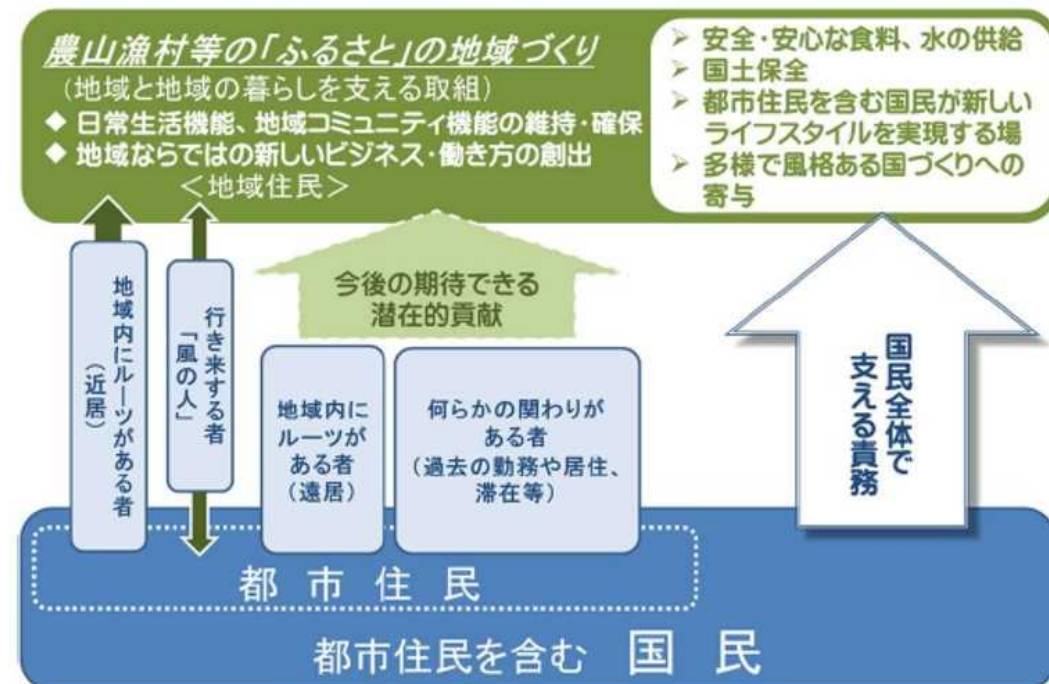 農山漁村等の「ふるさと」の地域づくり
（地域と地域の暮らしを支える取組）
◆ 日常生活機能、地域コミュニティ機能の維持・確保
◆ 地域ならではの新しいビジネス・働き方の創出
＜地域住民＞
➢ 安全・安心な食料、水の供給
➢ 国土保全
➢ 都市住民を含む国民が新しい
ライフスタイルを実現する場
➢ 多様で風格ある国づくりへの
寄与
地域内にルーツがある者
（近居）
行き来する者
「風の人」
今後の期待できる
潜在的貢献
地域内に
ルーツが
ある者
（遠居）
何らかの関わりが
ある者
（過去の勤務や居住、
滞在等）
国民全体で
支える責務
都市住民
都市住民を含む 国民